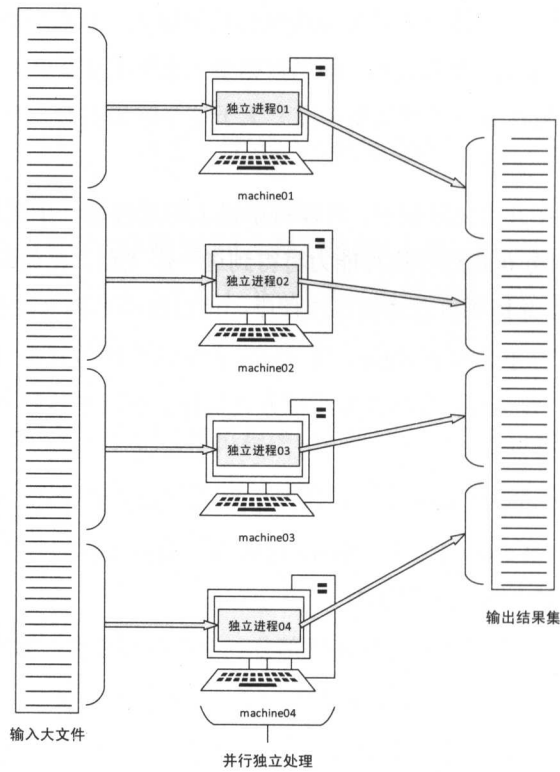 独立进程01
machine01
独立进程02
machine02
独立进程03
machine03
独立进程04
machine04
输入大文件
输出结果集
并行独立处理